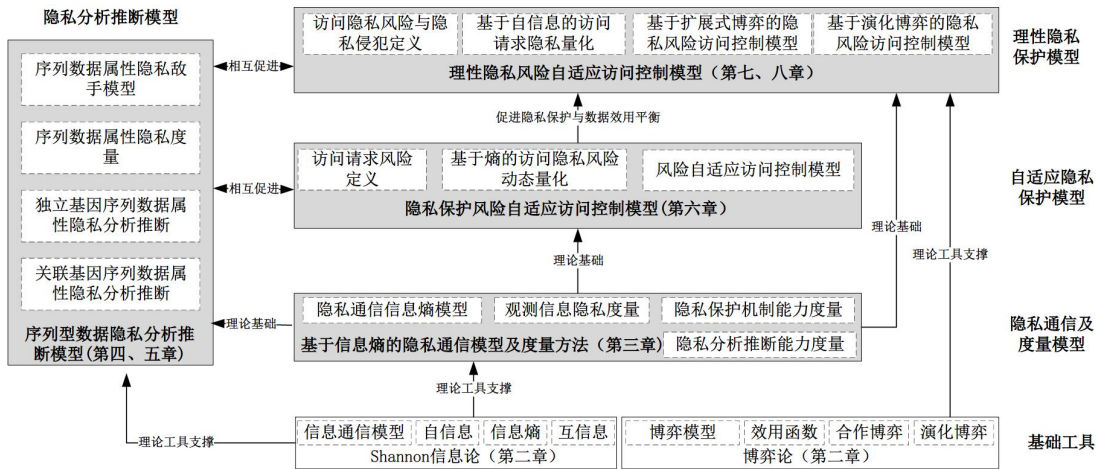 隐私分析推断模型
序列数据属性隐私敌
手模型
序列数据属性隐私度
量
独立基因序列数据属
性隐私分析推断
关联基因序列数据属
性隐私分析推断
序列型数据隐私分析推
断模型(第四、五章)
相互促进
相互促进
理论基础
理论工具支撑
访问隐私风险与隐
私侵犯定义
基于自信息的访问
请求隐私量化
基于扩展式博弈的隐
私风险访问控制模型
基于演化博弈的隐私
风险访问控制模型
理性隐私风险自适应访问控制模型（第七、八章）
理性隐私
保护模型
促进隐私保护与数据效用平衡
访问请求风险
定义
基于熵的访问隐私风险
动态量化
风险自适应访问控制模型
隐私保护风险自适应访问控制模型(第六章）
自适应隐私
保护模型
理论基础
理论基础
理论工具支撑
隐私通信信息熵模型
观测信息隐私度量
隐私保护机制能力度量
基于信息熵的隐私通信模型及度量方法（第三章）
隐私分析推断能力度量
隐私通信及
度量模型
理论工具支撑
信息通信模型
自信息
信息熵
互信息
Shannon信息论（第二章）
博弈模型
效用函数
合作博弈
演化博弈
博弈论（第二章）
基础工具